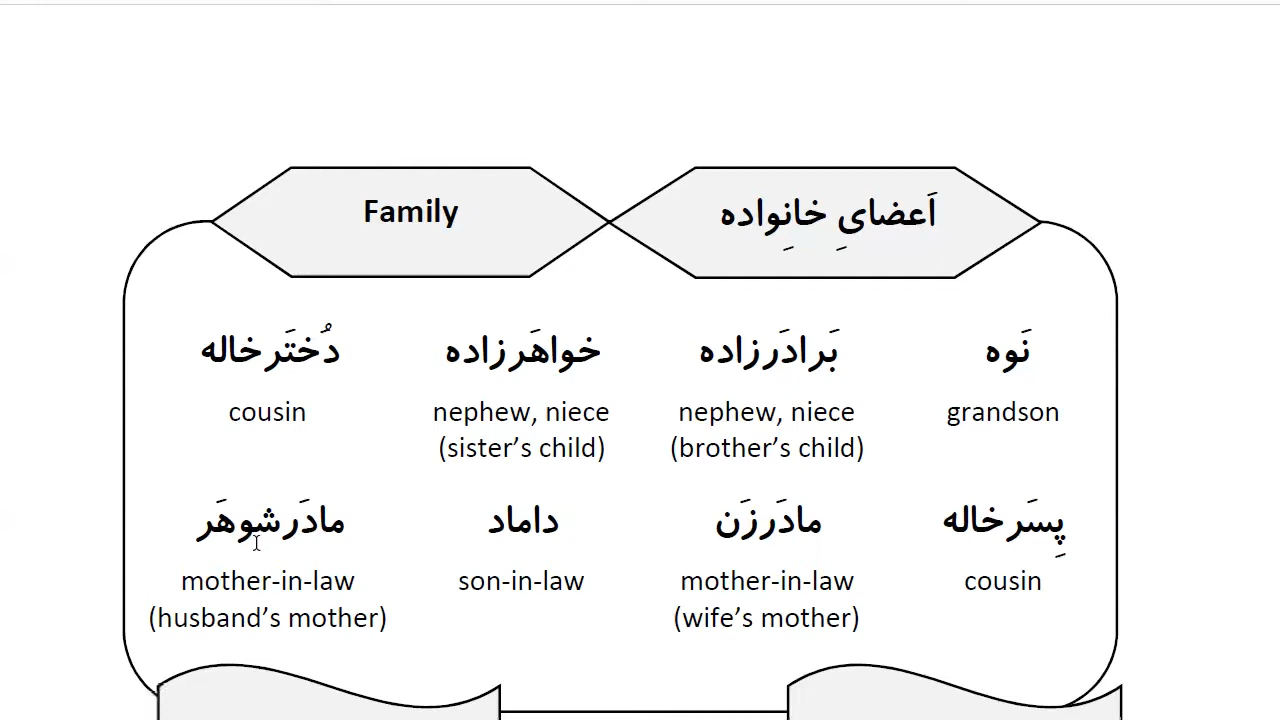 Family
اَعضایِ خانِواده
دُختَرخاله
خواهَرزاده
بَرادَرزاده
نَوه
cousin
nephew, niece
(sister’s child)
nephew, niece
(brother’s child)
grandson
مادَرشوهَر
داماد
مادَرزَن
پِسَرخاله
mother-in-law
(husband’s mother)
son-in-law
mother-in-law
(wife’s mother)
cousin